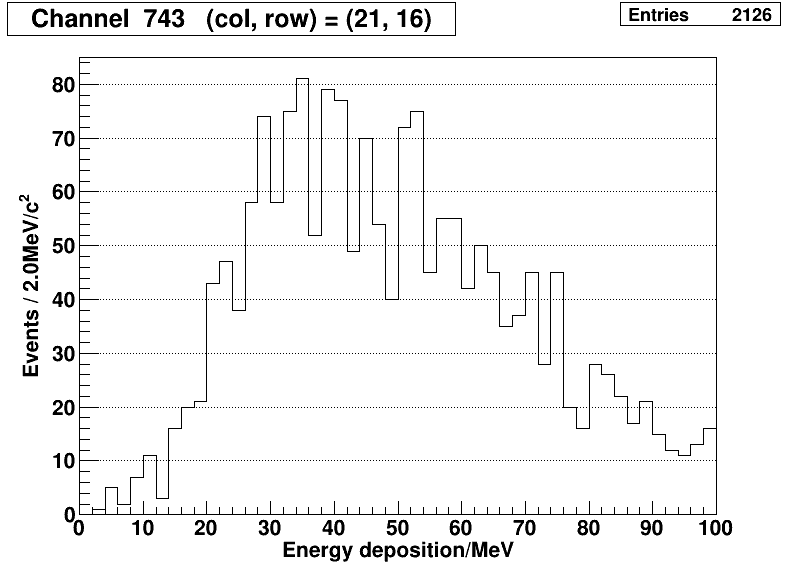 Channel 743 (col, row) = (21, 16)
Entries 2126
Events / 2.0MeV/c²
80
70
60
50
40
30
20
10
0
0 10 20 30 40 50 60 70 80 90 100
Energy deposition/MeV